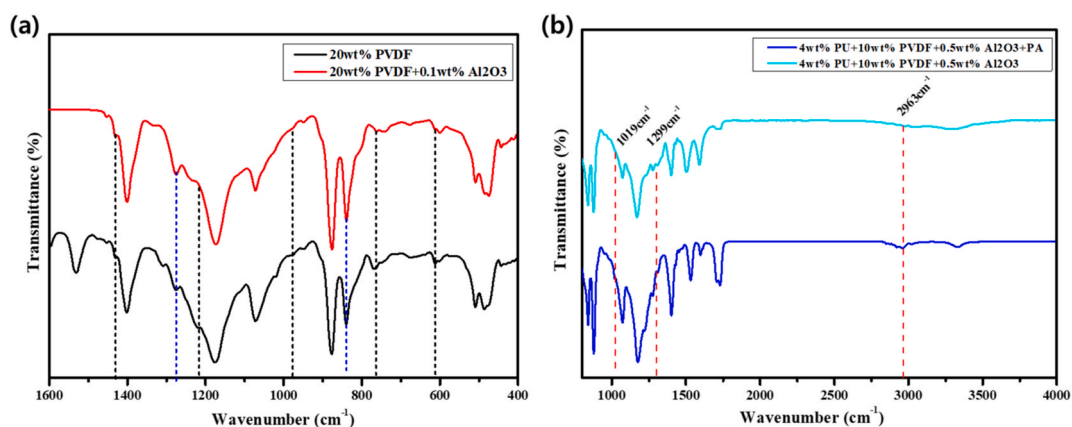 (a)
20wt% PVDF
20wt% PVDF+0.1wt% Al2O3
Transmittance (%)
1600 1400 1200 1000 800 600 400
Wavenumber (cm-1)
(b)
4wt% PU+10wt% PVDF+0.5wt% Al2O3+PA
4wt% PU+10wt% PVDF+0.5wt% Al2O3
1019cm-1
1299cm-1
2963cm-1
Transmittance (%)
1000 1500 2000 2500 3000 3500 4000
Wavenumber (cm-1)